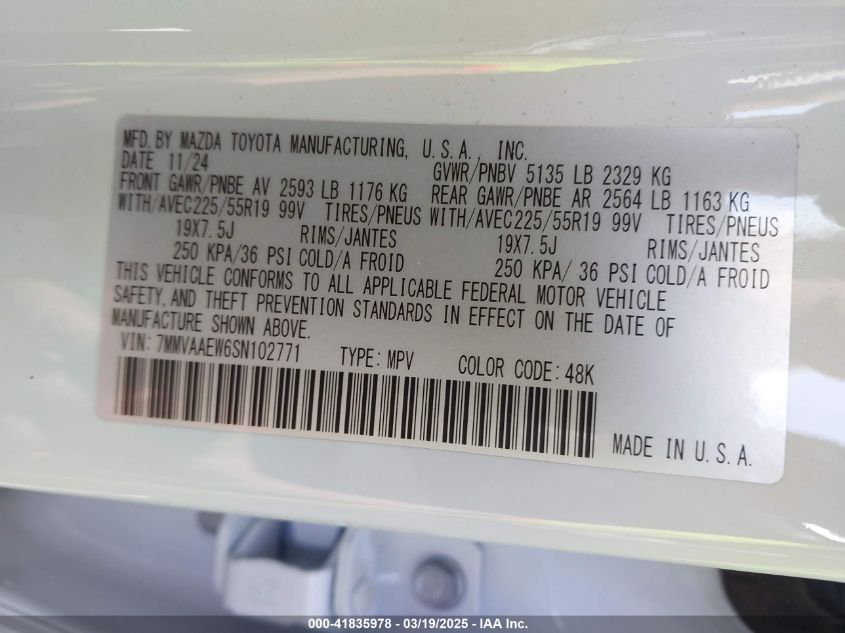 MFD. BY MAZDA TOYOTA MANUFACTURING, U.S.A., INC.
DATE 11/24 GVWR/PNBV 5135 LB 2329 KG
FRONT GAWR/PNBE AV 2593 LB 1176 KG REAR GAWR/PNBE AR 2564 LB 1163 KG
WITH/AVEC225/55R19 99V TIRES/PNEUS WITH/AVEC225/55R19 99V TIRES/PNEUS
19X7.5J RIMS/JANTES 19X7.5J RIMS/JANTES
250 KPA/36 PSI COLD/A FROID 250 KPA/ 36 PSI COLD/A FROID
THIS VEHICLE CONFORMS TO ALL APPLICABLE FEDERAL MOTOR VEHICLE
SAFETY, AND THEFT PREVENTION STANDARDS IN EFFECT ON THE DATE OF
MANUFACTURE SHOWN ABOVE.
VIN: 7MMVAAEW6SN102771 TYPE: MPV COLOR CODE: 48K
MADE IN U.S.A.
000-41835978 - 03/19/2025 - IAA Inc.